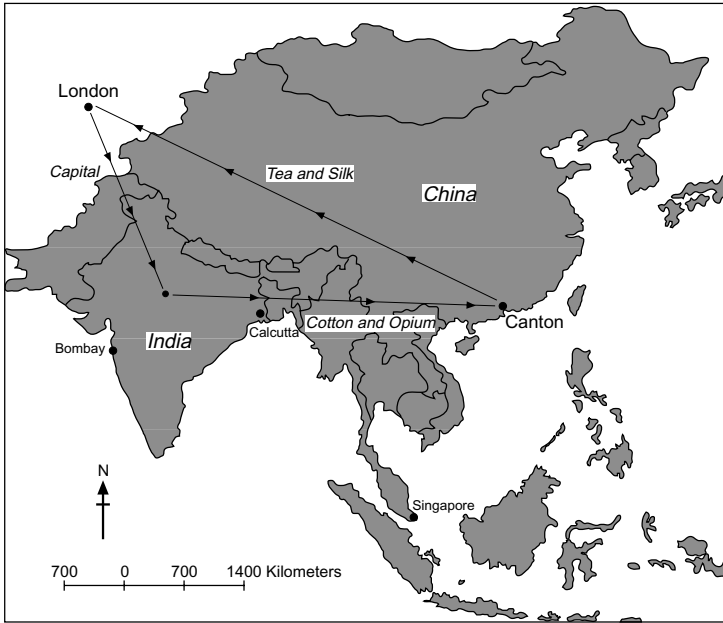 London
Capital
Tea and Silk
China
Cotton and Opium
Canton
Calcutta
India
Bombay
N
Singapore
700 0 700 1400 Kilometers